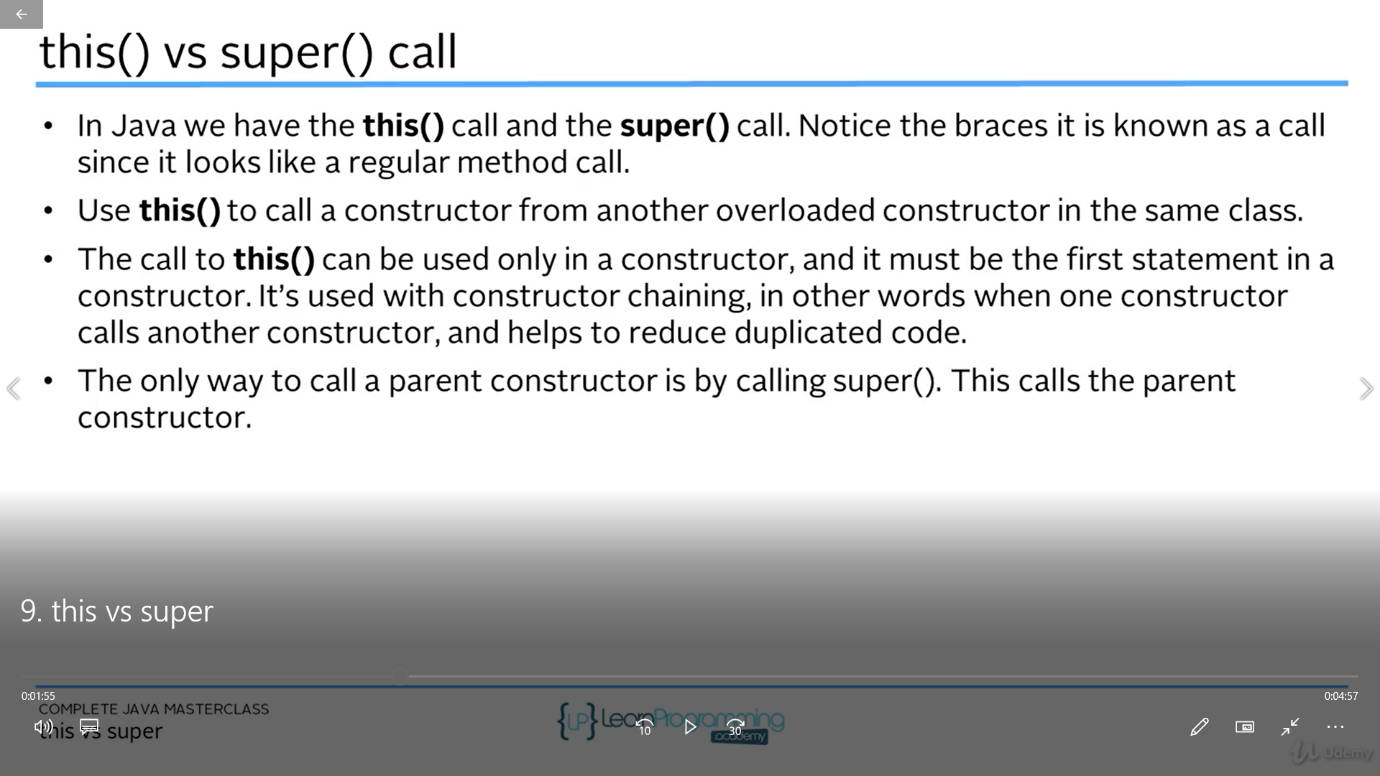 this() vs super() call
• In Java we have the this() call and the super() call. Notice the braces it is known as a call
since it looks like a regular method call.
• Use this() to call a constructor from another overloaded constructor in the same class.
• The call to this() can be used only in a constructor, and it must be the first statement in a
constructor. It's used with constructor chaining, in other words when one constructor
calls another constructor, and helps to reduce duplicated code.
• The only way to call a parent constructor is by calling super(). This calls the parent
constructor.
9. this vs super
0:01:55
0:04:57
COMPLETE JAVA MASTERCLASS
this vs super
{LP} LearnProgramming
academy
10
30
Udemy